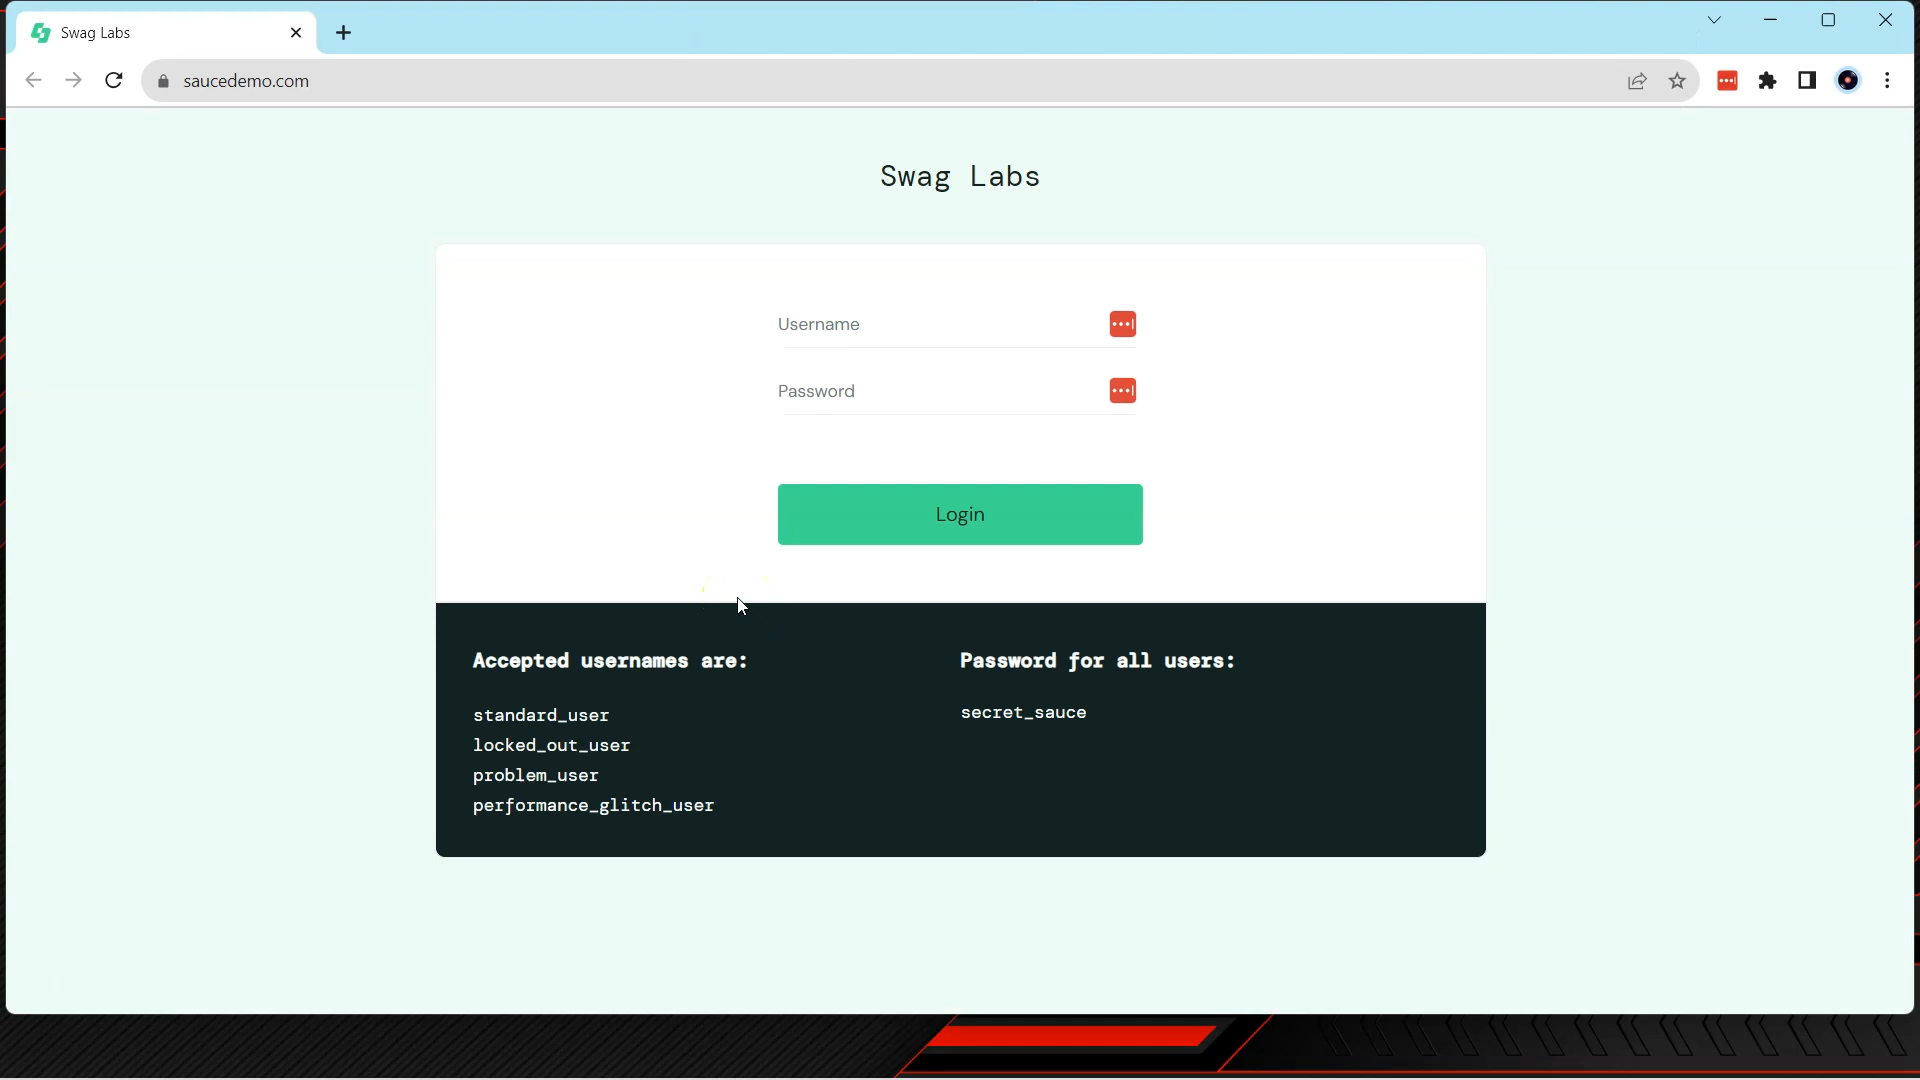 Swag Labs
saucedemo.com
Swag Labs
Username
Password
Login
Accepted usernames are:
standard_user
locked_out_user
problem_user
performance_glitch_user
Password for all users:
secret_sauce